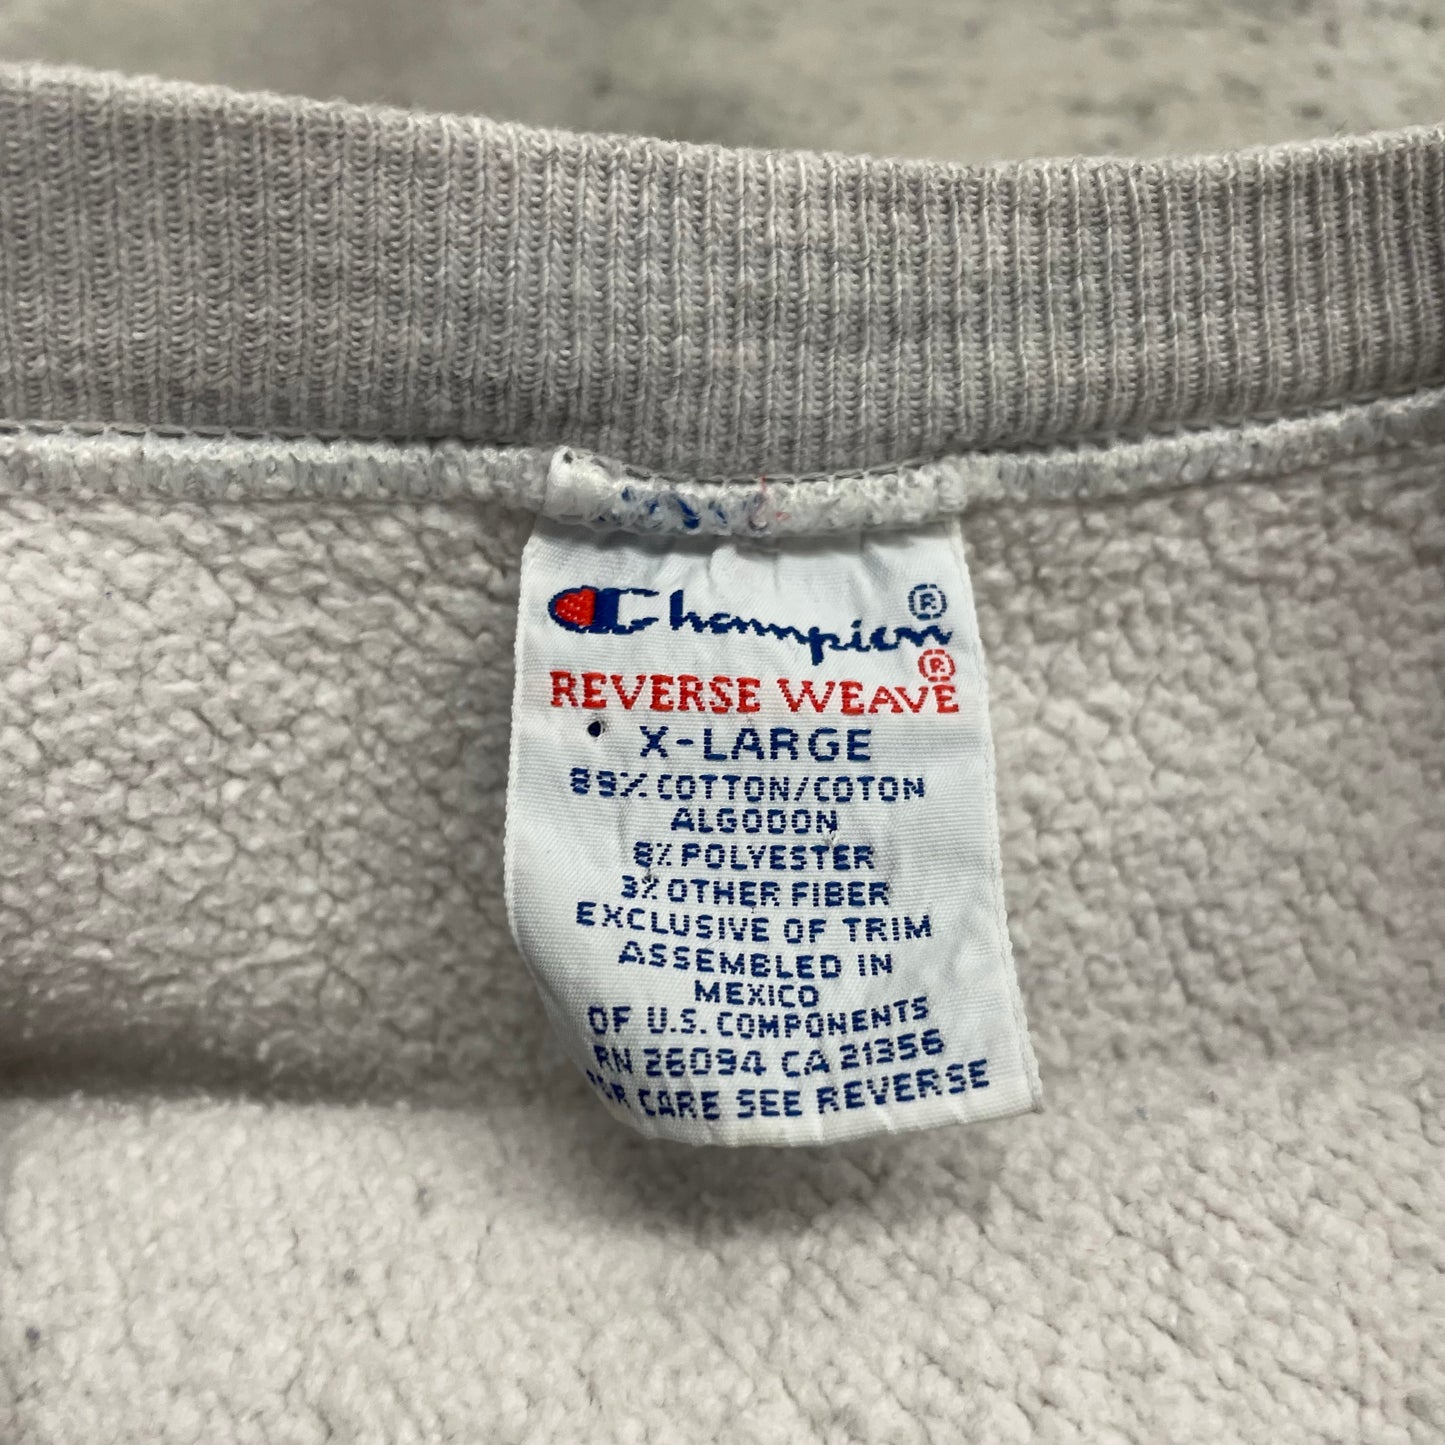 Champion®
REVERSE WEAVE®
X-LARGE
89% COTTON/COTON
ALGODON
8% POLYESTER
3% OTHER FIBER
EXCLUSIVE OF TRIM
ASSEMBLED IN
MEXICO
OF U.S. COMPONENTS
RN 26094 CA 21356
FOR CARE SEE REVERSE